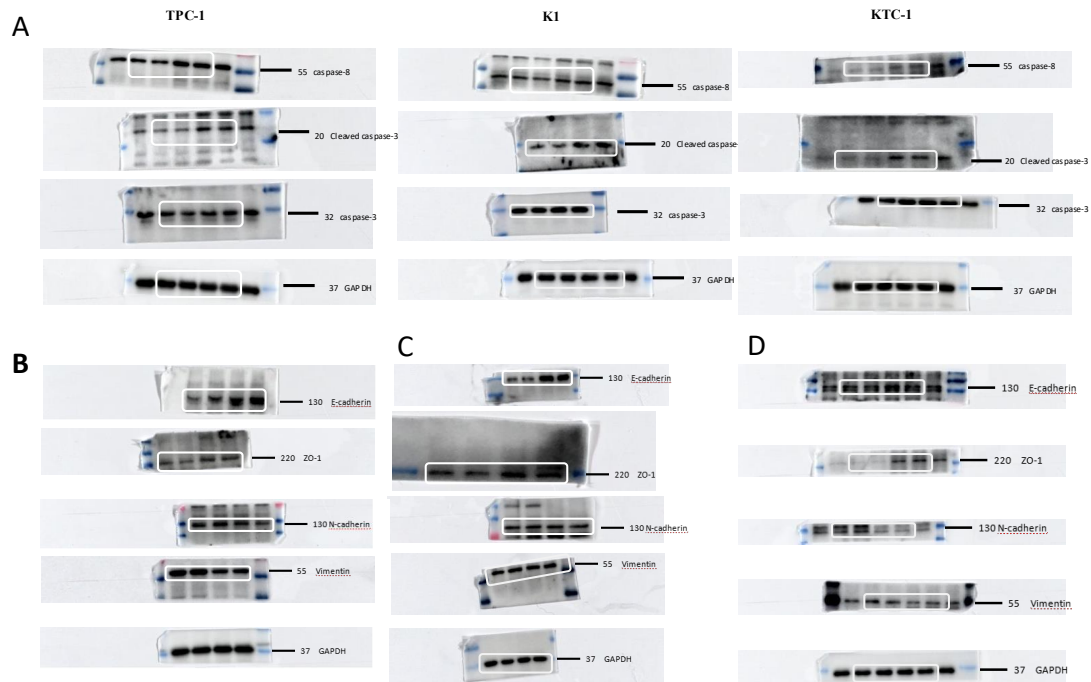 TPC-1
K1
KTC-1
A
55 caspase-8
55 caspase-8
55 caspase-8
20 Cleaved caspase-3
20 Cleaved caspase-
20 Cleaved caspase-3
32 caspase-3
32 caspase-3
32 caspase-3
37 GAPDH
37 GAPDH
37 GAPDH
B
130 E-cadherin
220 ZO-1
130 N-cadherin
55 Vimentin
37 GAPDH
C
130 E-cadherin
220 ZO-1
130 N-cadherin
55 Vimentin
37 GAPDH
D
130 E-cadherin
220 ZO-1
130 N-cadherin
55 Vimentin
37 GAPDH